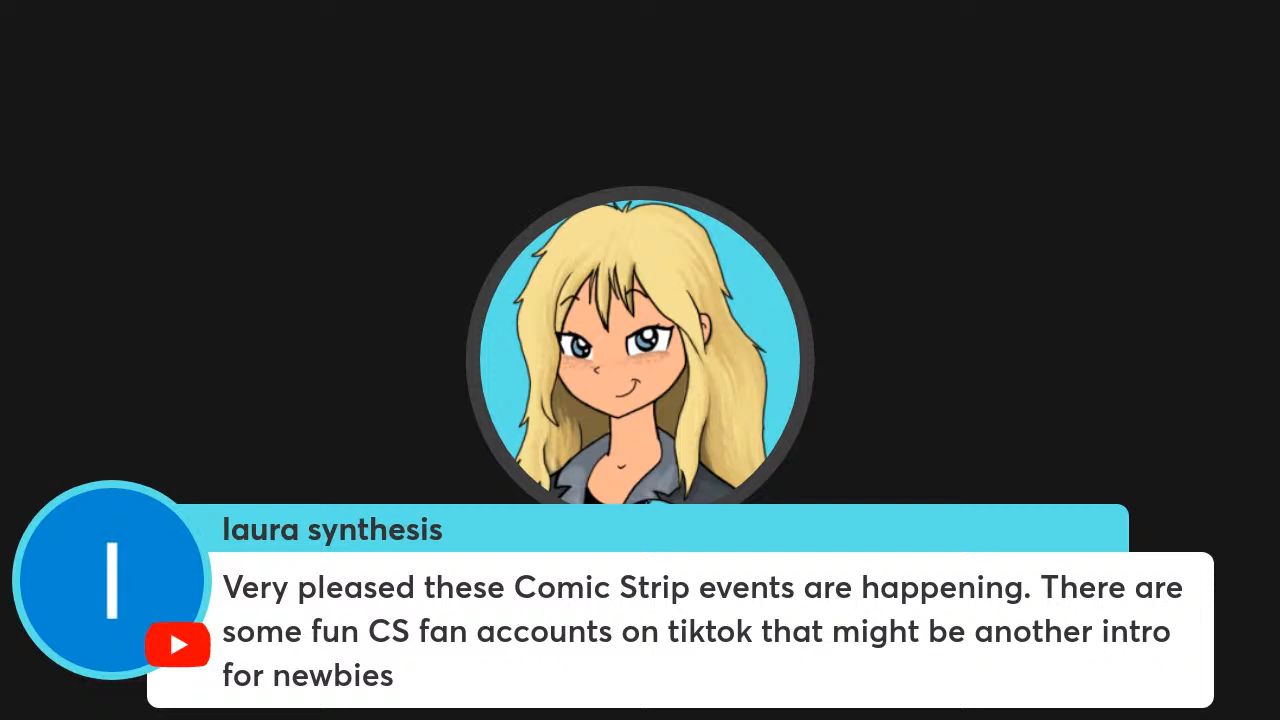 laura synthesis
l
Very pleased these Comic Strip events are happening. There are
some fun CS fan accounts on tiktok that might be another intro
for newbies